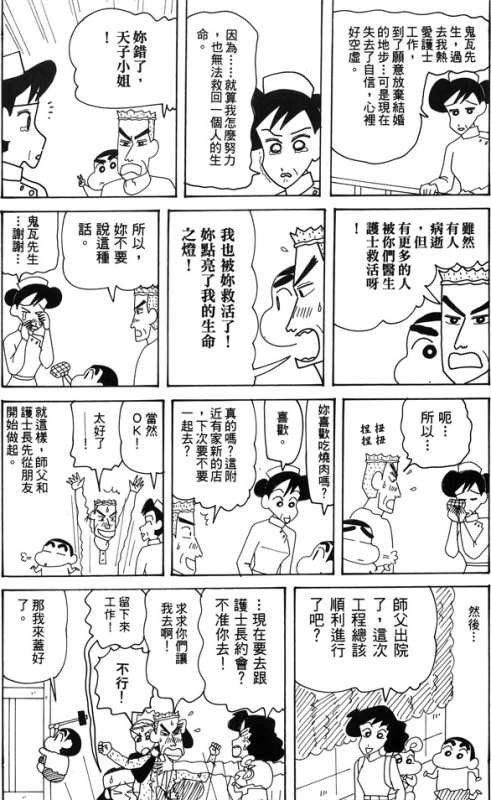 鬼瓦先
生，過
去我熱
愛護士
工作，
到了願意放棄結婚
的地步…可是現在
失去了自信，心裡
好空虛。
因為……就算我怎麼努力
，也無法救回一個人的生
命。
妳錯了，
天子小姐
！
雖然
有人
病逝
，但
有更多的人
被你們醫生
護士救活呀
！
我也被妳救活了！
妳點亮了我的生命
之燈！
所以，
妳不要
說這種
話。
鬼瓦先生
…謝謝…
呃…
所以…
扭扭
捏捏
妳喜歡吃燒肉嗎？
喜歡。
真的嗎？這附
近有家新的店
，下次要不要
一起去？
當然
OK！
太好了
──！
就這樣，師父和
護士長先從朋友
開始做起。
然後…
師父出院
了，這次
工程總該
順利進行
了吧？
…現在要去跟
護士長約會？
不准你去！
求求你們讓
我去啊！
不行！
留下來
工作！
那我來蓋好
了。